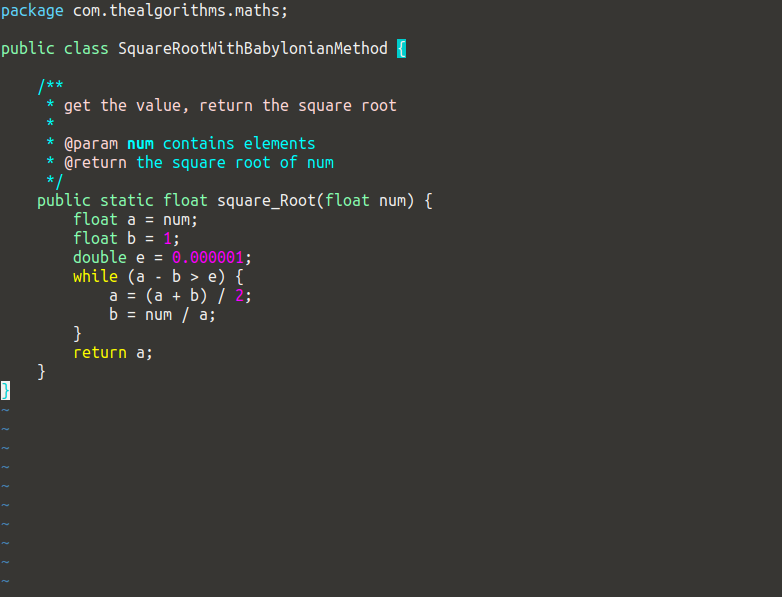 package com.thealgorithms.maths;

public class SquareRootWithBabylonianMethod {

    /**
     * get the value, return the square root
     *
     * @param num contains elements
     * @return the square root of num
     */
    public static float square_Root(float num) {
        float a = num;
        float b = 1;
        double e = 0.000001;
        while (a - b > e) {
            a = (a + b) / 2;
            b = num / a;
        }
        return a;
    }
}
~
~
~
~
~
~
~
~
~
~